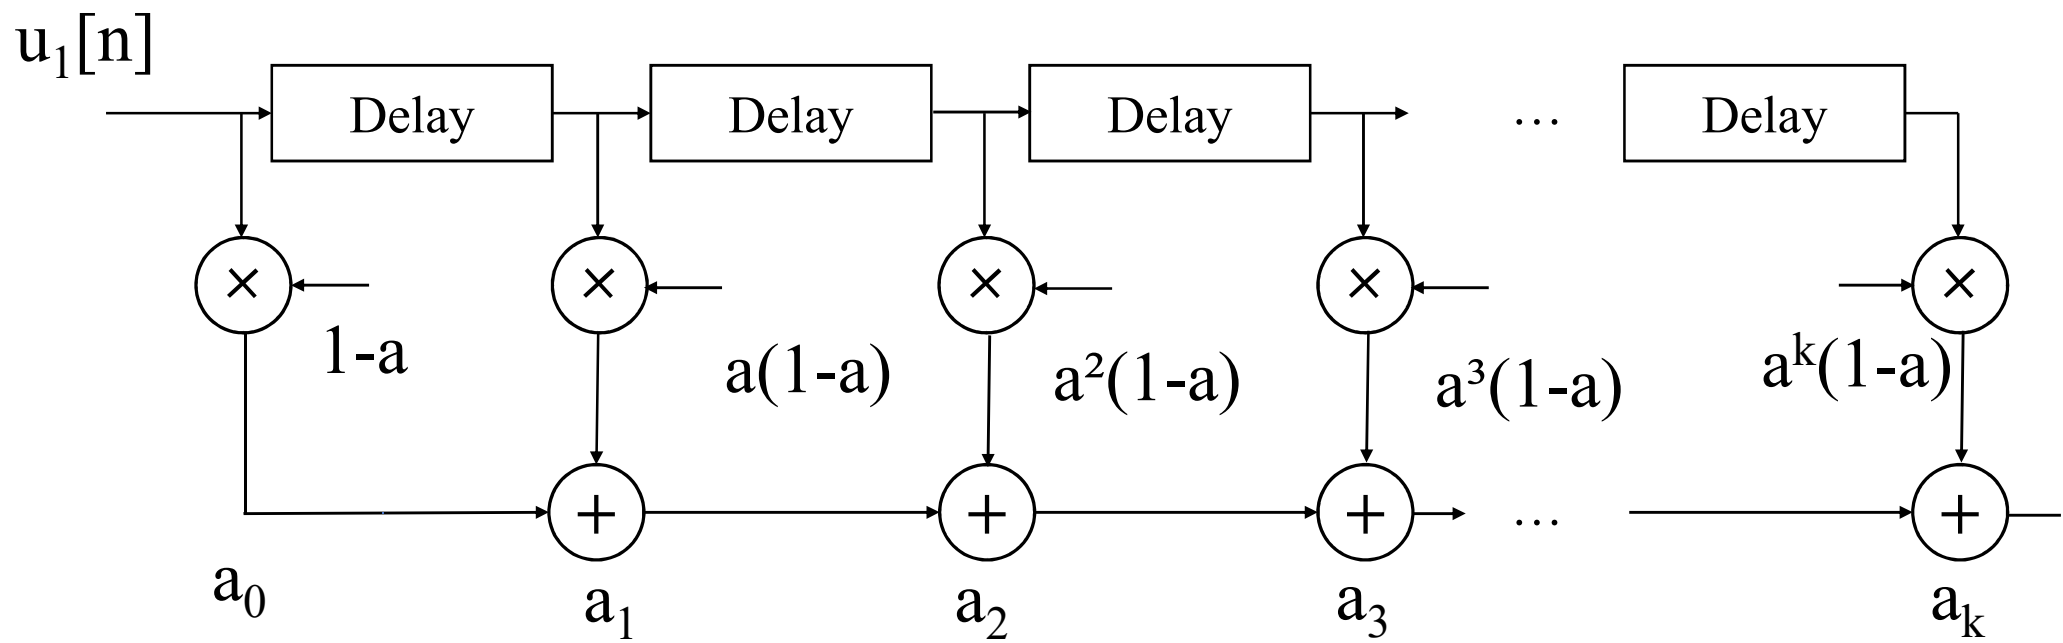 u₁[n]
Delay Delay Delay … Delay
× × × × ×
1-a a(1-a) a²(1-a) a³(1-a) aᵏ(1-a)
+ + + … +
a₀ a₁ a₂ a₃ aₖ